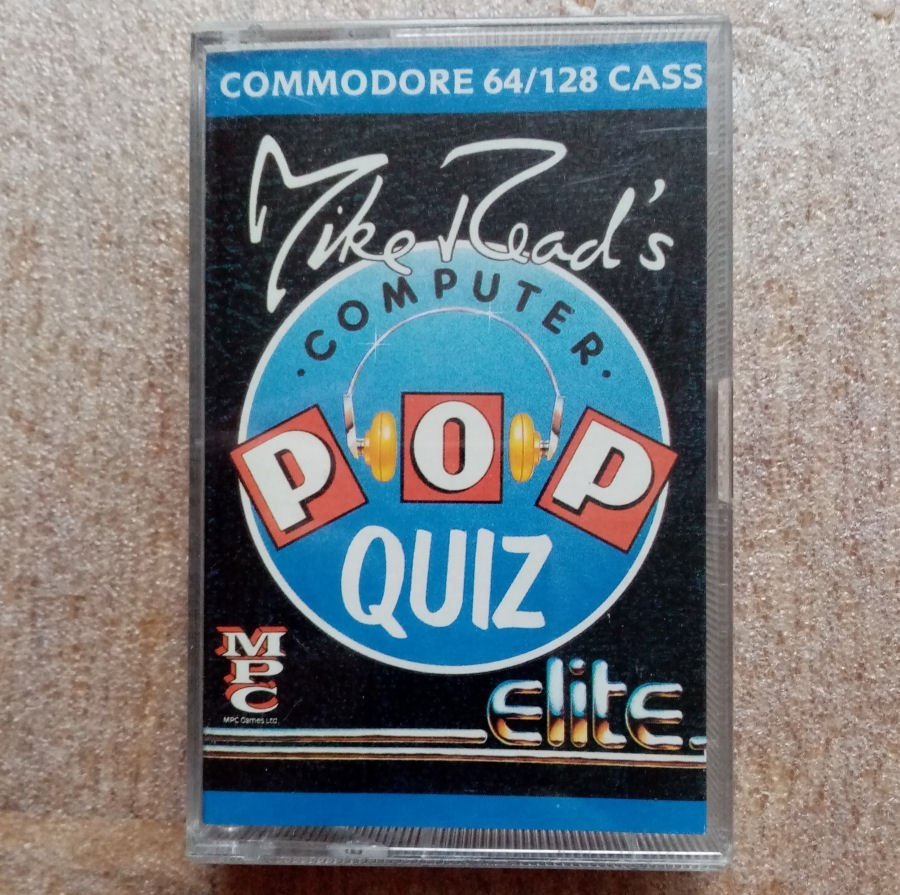 COMMODORE 64/128 CASS
Mike Read's
·COMPUTER·
POP
QUIZ
MPC
MPC Games Ltd.
elite